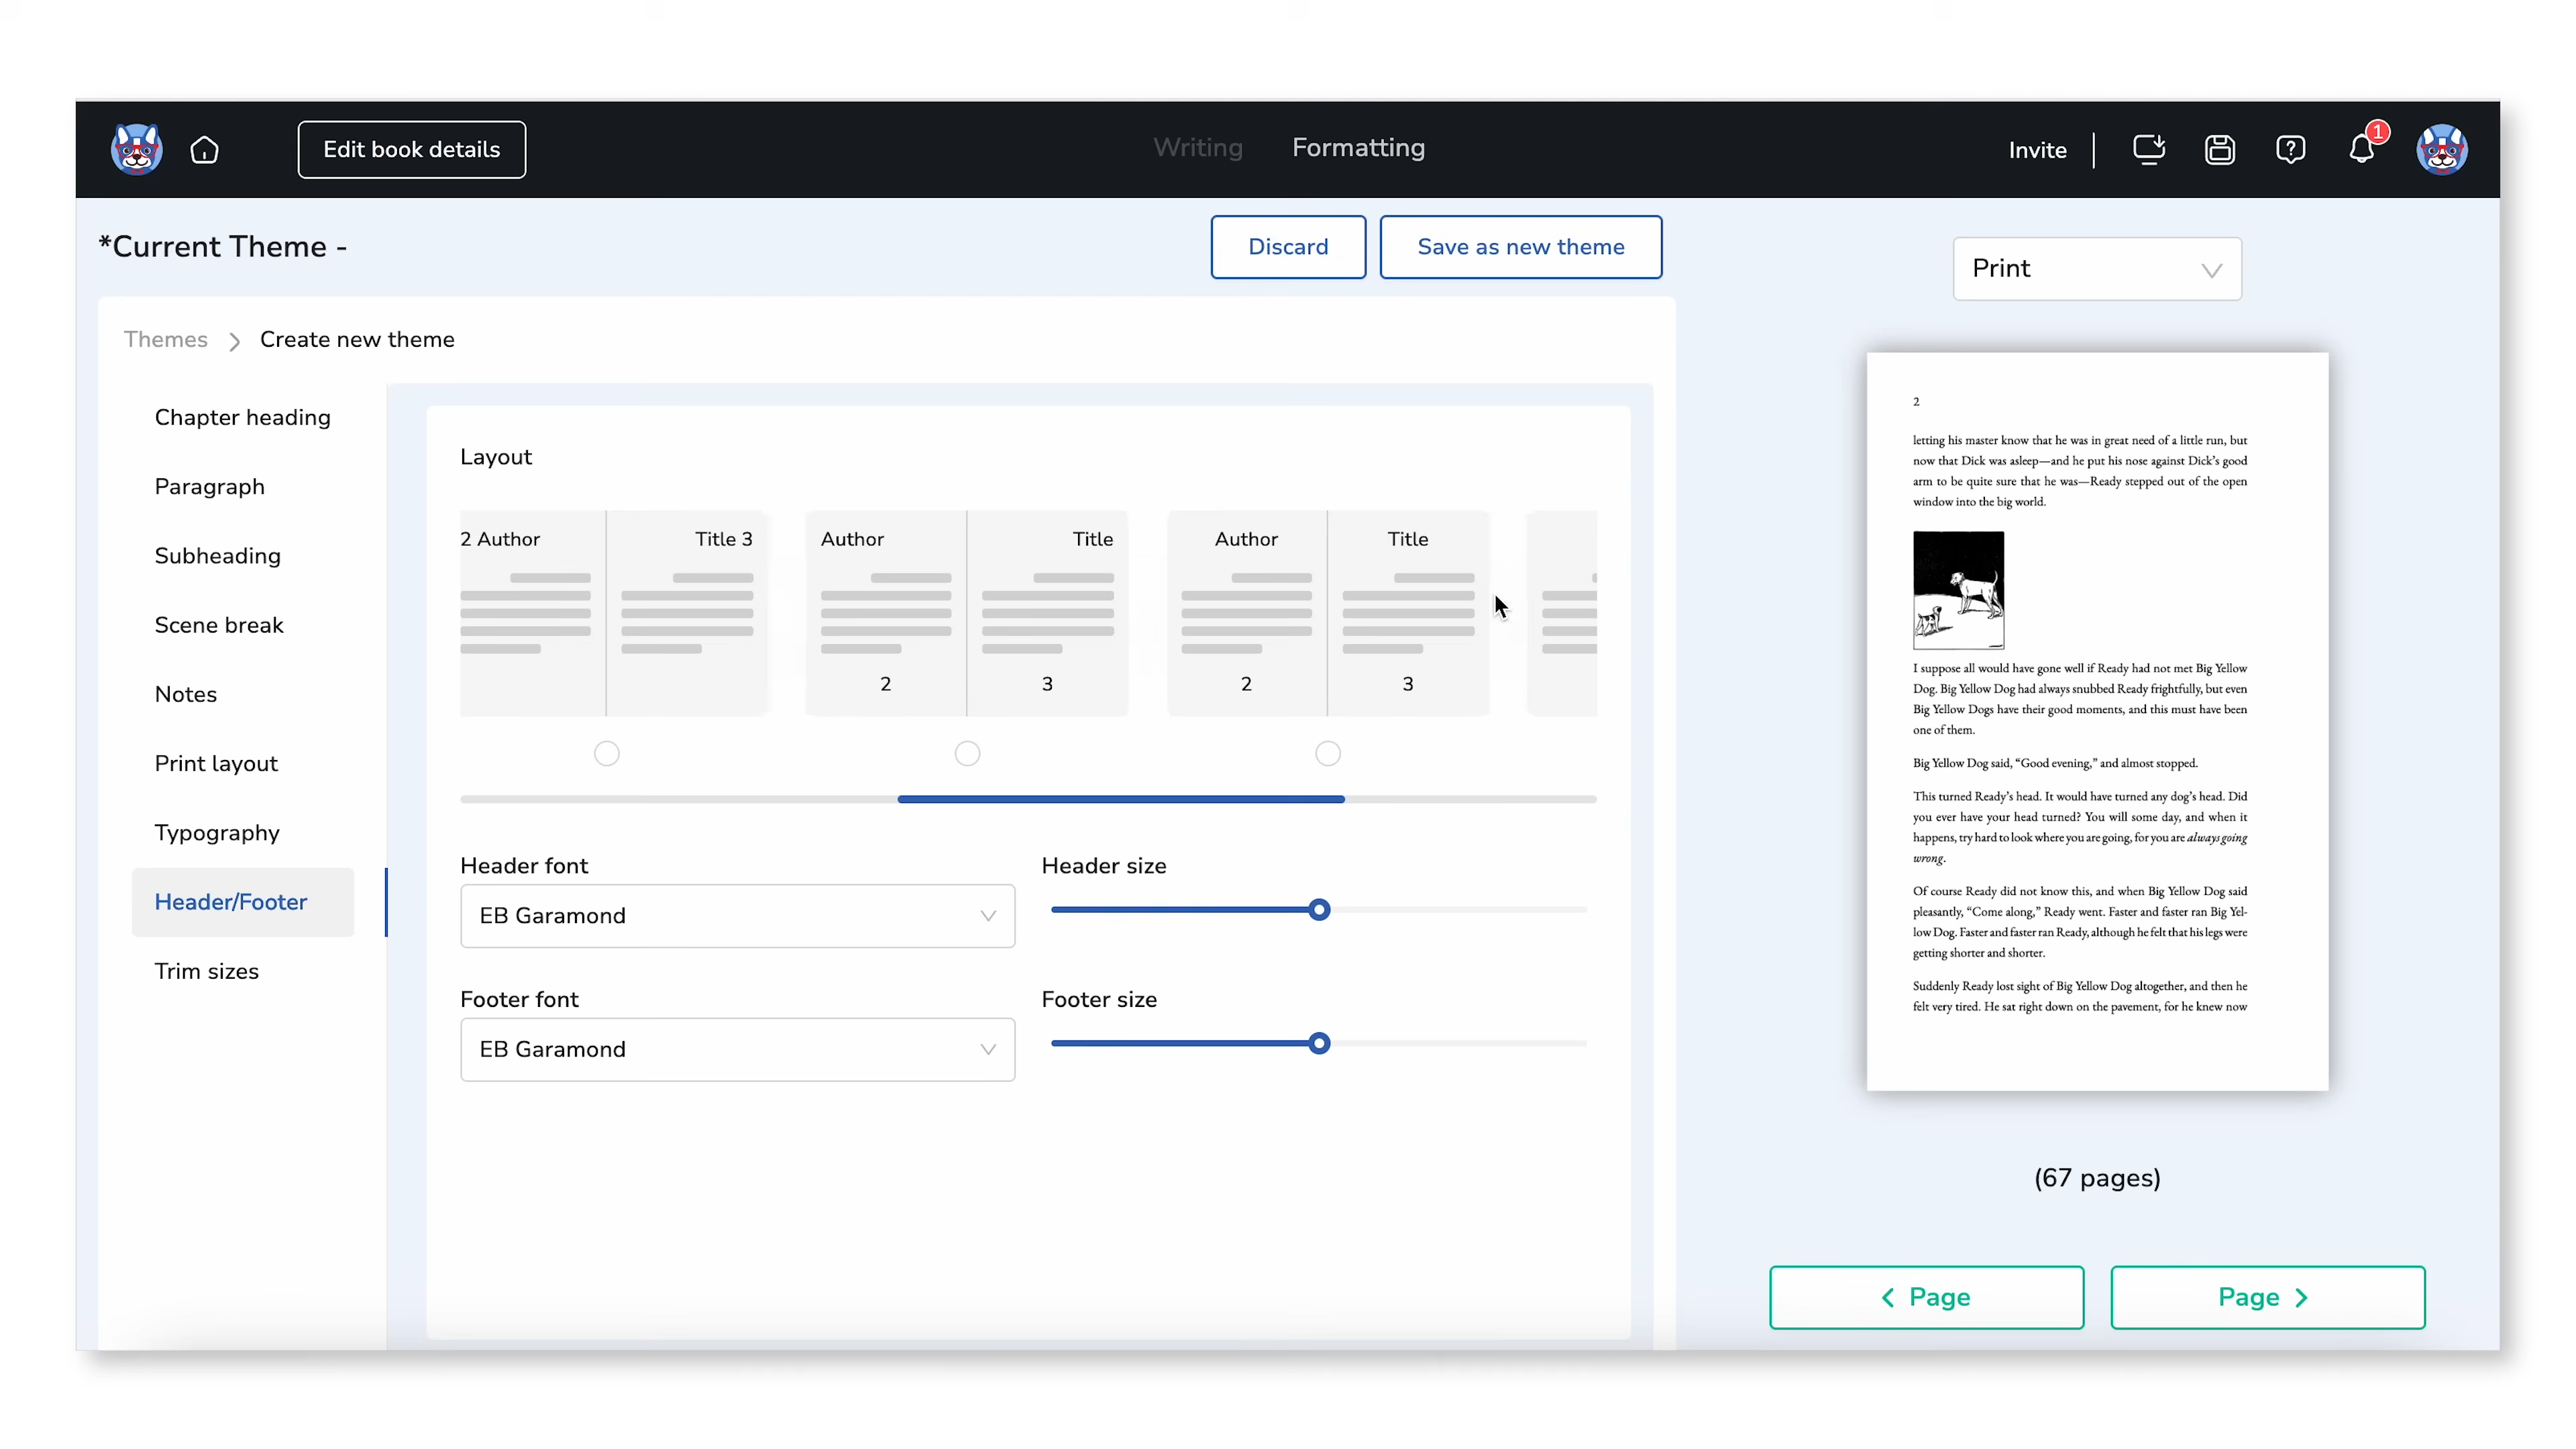 Edit book details
Writing
Formatting
Invite
1
*Current Theme -
Discard
Save as new theme
Print
Themes
Create new theme
Chapter heading
Paragraph
Subheading
Scene break
Notes
Print layout
Typography
Header/Footer
Trim sizes
Layout
2 Author
Title 3
Author
Title
2
3
Author
Title
2
3
Header font
EB Garamond
Header size
Footer font
EB Garamond
Footer size
2
letting his master know that he was in great need of a little run, but
now that Dick was asleep—and he put his nose against Dick’s good
arm to be quite sure that he was—Ready stepped out of the open
window into the big world.
I suppose all would have gone well if Ready had not met Big Yellow
Dog. Big Yellow Dog had always snubbed Ready frightfully, but even
Big Yellow Dogs have their good moments, and this must have been
one of them.
Big Yellow Dog said, “Good evening,” and almost stopped.
This turned Ready’s head. It would have turned any dog’s head. Did
you ever have your head turned? You will some day, and when it
happens, try hard to look where you are going, for you are always going
wrong.
Of course Ready did not know this, and when Big Yellow Dog said
pleasantly, “Come along,” Ready went. Faster and faster ran Big Yel-
low Dog. Faster and faster ran Ready, although he felt that his legs were
getting shorter and shorter.
Suddenly Ready lost sight of Big Yellow Dog altogether, and then he
felt very tired. He sat right down on the pavement, for he knew now
(67 pages)
Page
Page